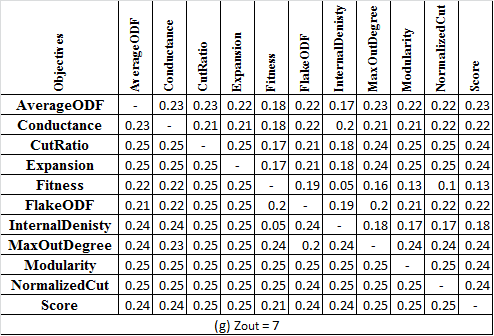 Objectives AverageODF Conductance CutRatio Expansion Fitness FlakeODF InternalDenisty MaxOutDegree Modularity NormalizedCut Score
AverageODF - 0.23 0.23 0.22 0.18 0.22 0.17 0.23 0.22 0.22 0.23
Conductance 0.23 - 0.21 0.21 0.18 0.22 0.2 0.21 0.21 0.22 0.22
CutRatio 0.25 0.25 - 0.25 0.17 0.21 0.18 0.24 0.25 0.25 0.24
Expansion 0.25 0.25 0.25 - 0.17 0.21 0.18 0.24 0.25 0.25 0.24
Fitness 0.22 0.22 0.25 0.25 - 0.19 0.05 0.16 0.13 0.1 0.13
FlakeODF 0.21 0.22 0.25 0.25 0.2 - 0.19 0.2 0.21 0.22 0.22
InternalDenisty 0.24 0.24 0.25 0.25 0.05 0.24 - 0.18 0.17 0.17 0.18
MaxOutDegree 0.24 0.23 0.25 0.25 0.24 0.2 0.24 - 0.24 0.24 0.24
Modularity 0.25 0.25 0.25 0.25 0.25 0.25 0.25 0.25 - 0.25 0.24
NormalizedCut 0.25 0.25 0.25 0.25 0.25 0.24 0.25 0.25 0.25 - 0.24
Score 0.24 0.24 0.25 0.25 0.21 0.24 0.24 0.25 0.25 0.25 -
(g) Zout = 7